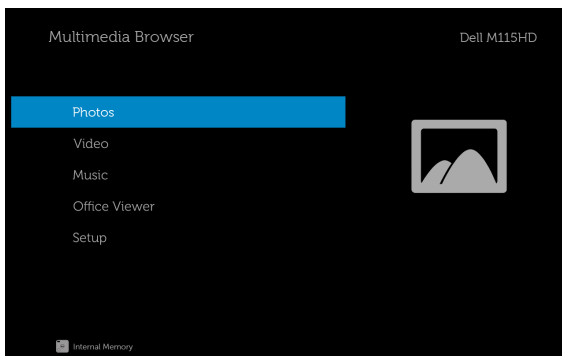 Multimedia Browser
Dell M115HD
Photos
Video
Music
Office Viewer
Setup
Internal Memory